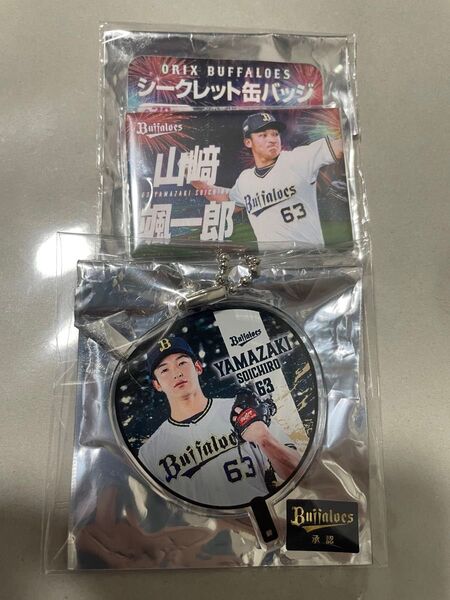 ORIX BUFFALOES
シークレット缶バッジ
Buffaloes
山﨑
63 YAMAZAKI SOICHIRO
颯一郎
Buffaloes
63
Buffaloes
YAMAZAKI
SOICHIRO
63
B
Buffaloes
63
Buffaloes
承認